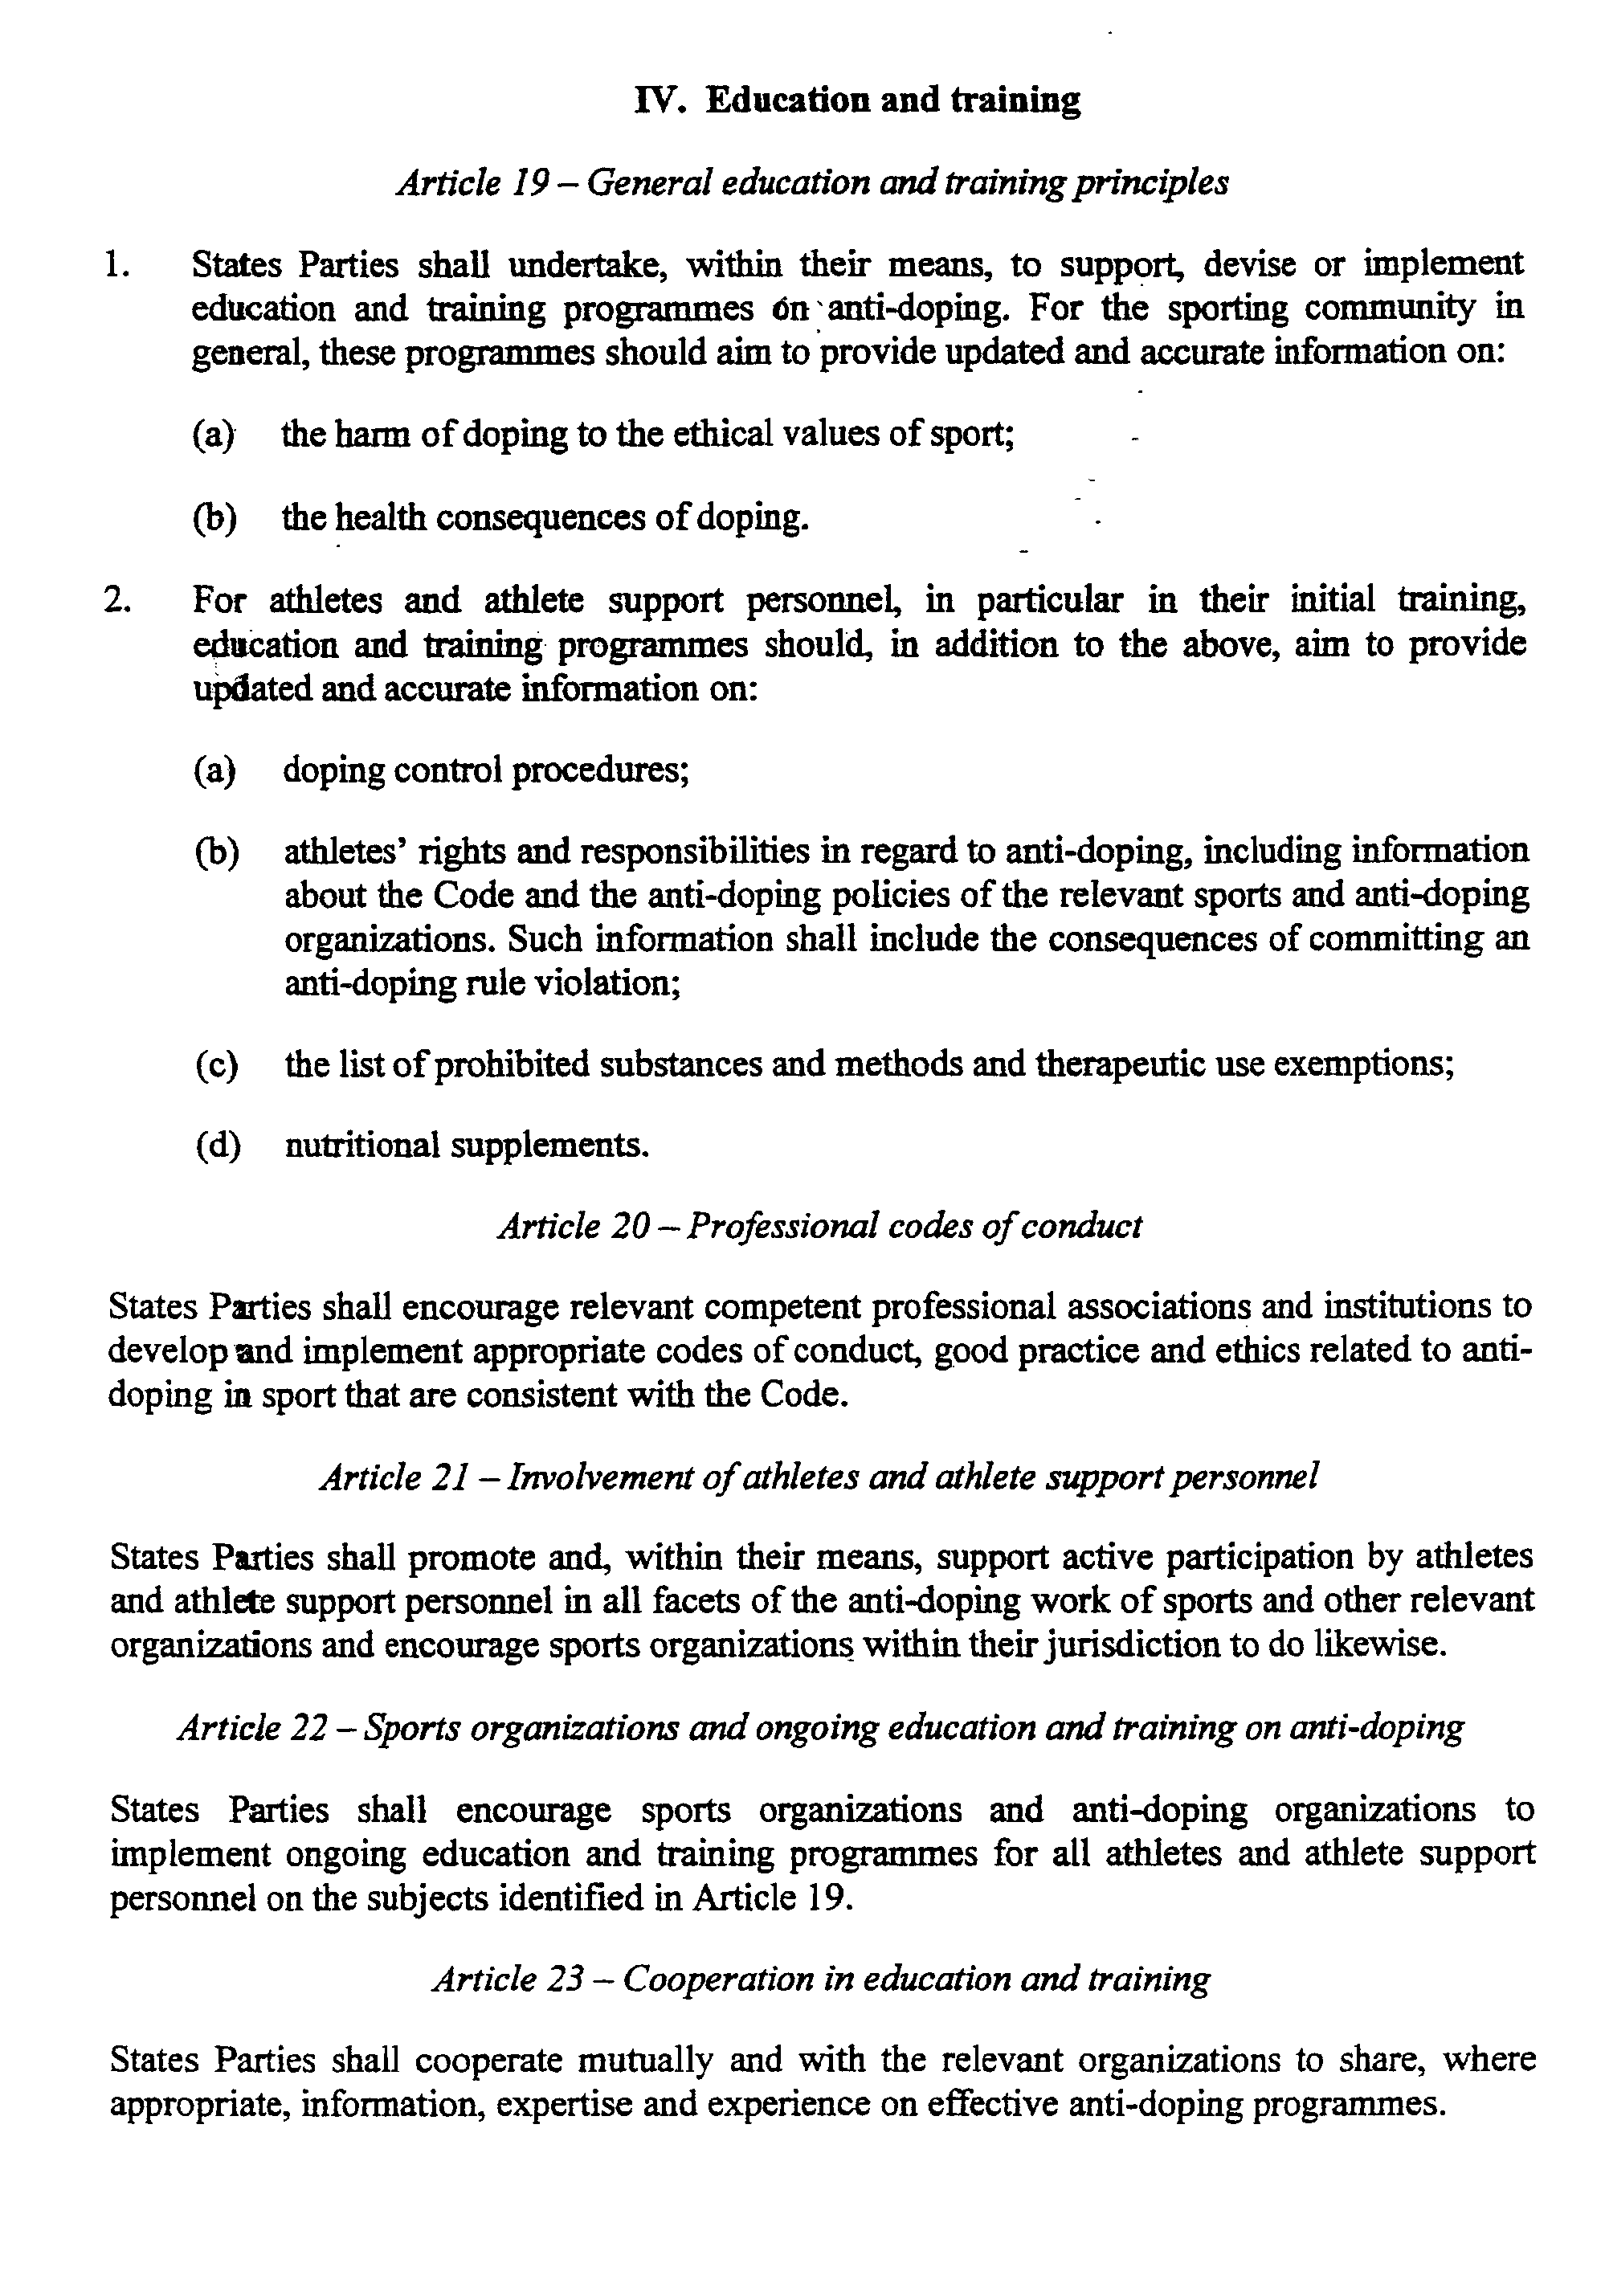 IV. Education and training
Article 19 – General education and training principles
1. States Parties shall undertake, within their means, to support, devise or implement
education and training programmes on anti-doping. For the sporting community in
general, these programmes should aim to provide updated and accurate information on:
(a) the harm of doping to the ethical values of sport;
(b) the health consequences of doping.
2. For athletes and athlete support personnel, in particular in their initial training,
education and training programmes should, in addition to the above, aim to provide
updated and accurate information on:
(a) doping control procedures;
(b) athletes’ rights and responsibilities in regard to anti-doping, including information
about the Code and the anti-doping policies of the relevant sports and anti-doping
organizations. Such information shall include the consequences of committing an
anti-doping rule violation;
(c) the list of prohibited substances and methods and therapeutic use exemptions;
(d) nutritional supplements.
Article 20 – Professional codes of conduct
States Parties shall encourage relevant competent professional associations and institutions to
develop and implement appropriate codes of conduct, good practice and ethics related to anti-
doping in sport that are consistent with the Code.
Article 21 – Involvement of athletes and athlete support personnel
States Parties shall promote and, within their means, support active participation by athletes
and athlete support personnel in all facets of the anti-doping work of sports and other relevant
organizations and encourage sports organizations within their jurisdiction to do likewise.
Article 22 – Sports organizations and ongoing education and training on anti-doping
States Parties shall encourage sports organizations and anti-doping organizations to
implement ongoing education and training programmes for all athletes and athlete support
personnel on the subjects identified in Article 19.
Article 23 – Cooperation in education and training
States Parties shall cooperate mutually and with the relevant organizations to share, where
appropriate, information, expertise and experience on effective anti-doping programmes.